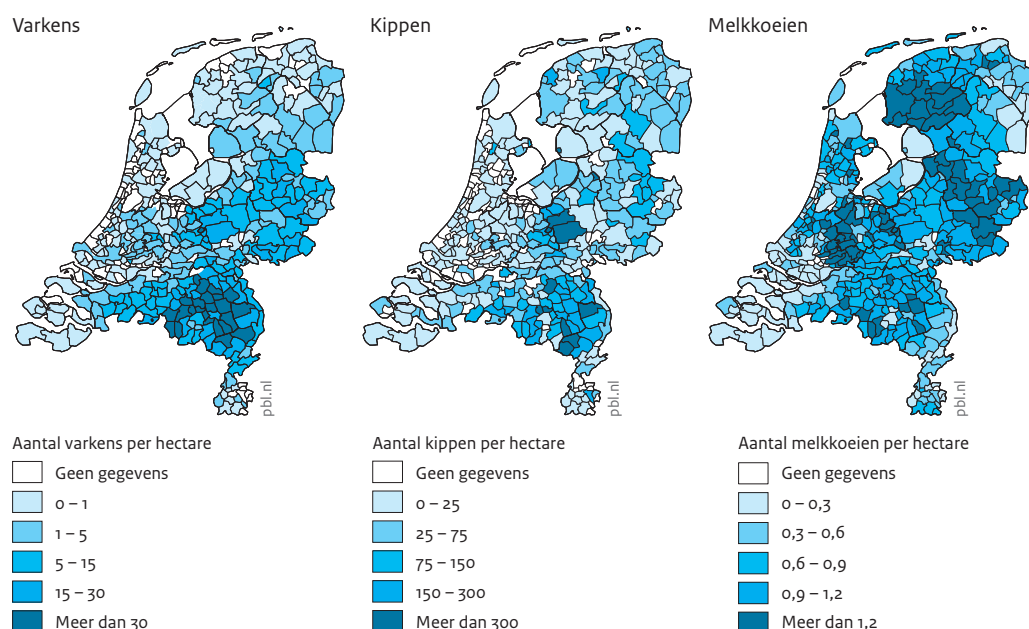 Varkens
Kippen
Melkkoeien
pbl.nl
pbl.nl
pbl.nl
Aantal varkens per hectare
Geen gegevens
0 – 1
1 – 5
5 – 15
15 – 30
Meer dan 30
Aantal kippen per hectare
Geen gegevens
0 – 25
25 – 75
75 – 150
150 – 300
Meer dan 300
Aantal melkkoeien per hectare
Geen gegevens
0 – 0,3
0,3 – 0,6
0,6 – 0,9
0,9 – 1,2
Meer dan 1,2